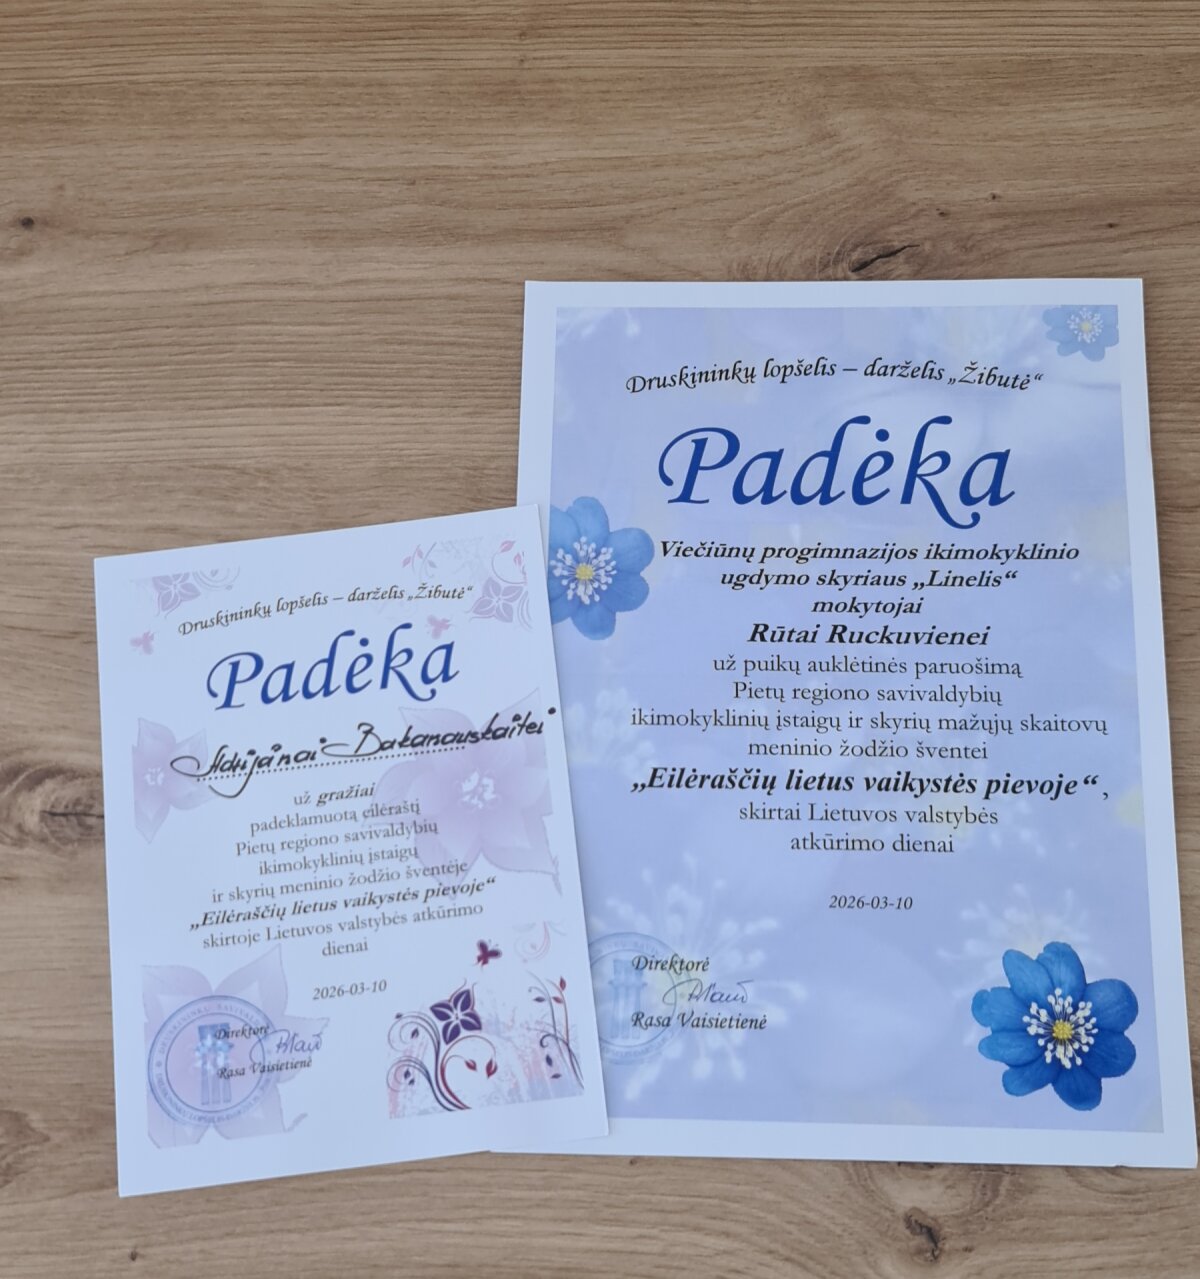 Druskininkų lopšelis – darželis „Žibutė“
Padėka
Adrijanai Bakanauskaitei
už gražiai
padeklamuotą eilėraštį
Pietų regiono savivaldybių
ikimokyklinių įstaigų
ir skyrių meninio žodžio šventėje
„Eilėraščių lietus vaikystės pievoje“
skirtoje Lietuvos valstybės atkūrimo
dienai
2026-03-10
Direktorė
Rasa Vaisietienė
Druskininkų lopšelis – darželis „Žibutė“
Padėka
Viečiūnų progimnazijos ikimokyklinio
ugdymo skyriaus „Linelis“
mokytojai
Rūtai Ruckuvienei
už puikų auklėtinės paruošimą
Pietų regiono savivaldybių
ikimokyklinių įstaigų ir skyrių mažųjų skaitovų
meninio žodžio šventei
„Eilėraščių lietus vaikystės pievoje“,
skirtai Lietuvos valstybės
atkūrimo dienai
2026-03-10
Direktorė
Rasa Vaisietienė